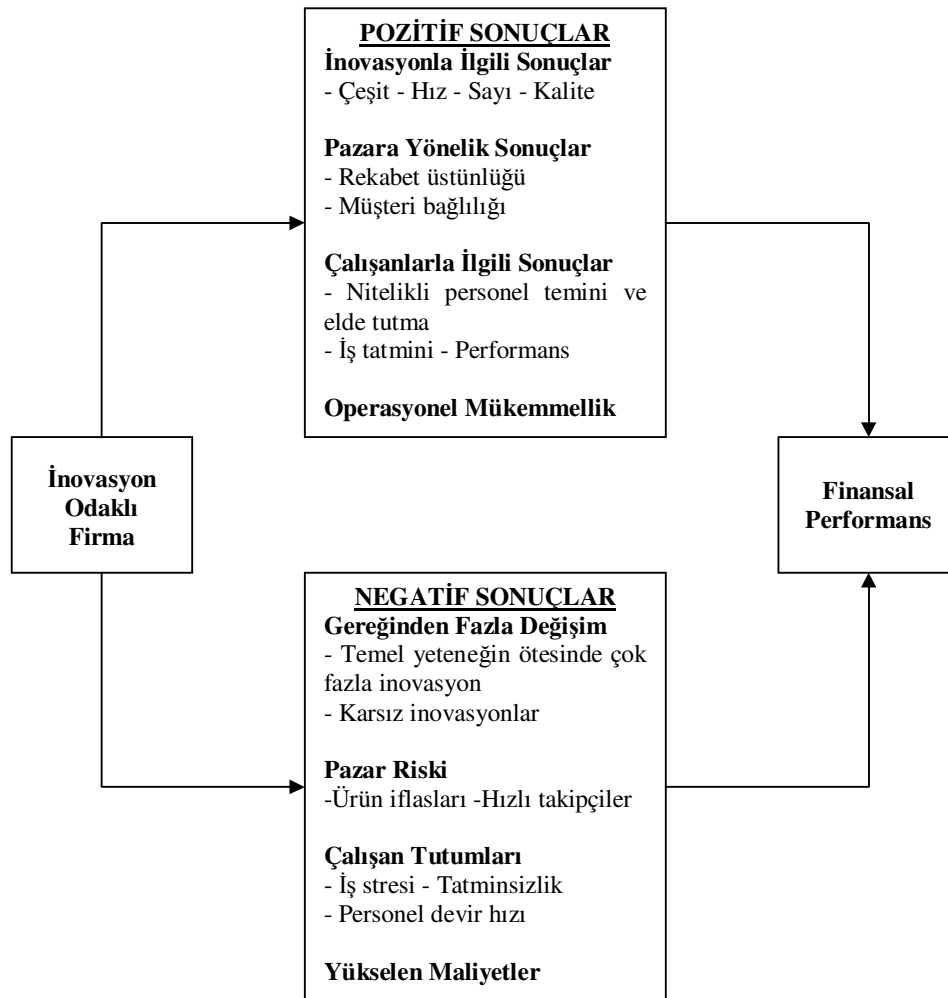 POZİTİF SONUÇLAR
İnovasyonla İlgili Sonuçlar
- Çeşit - Hız - Sayı - Kalite
Pazara Yönelik Sonuçlar
- Rekabet üstünlüğü
- Müşteri bağlılığı
Çalışanlarla İlgili Sonuçlar
- Nitelikli personel temini ve
elde tutma
- İş tatmini - Performans
Operasyonel Mükemmellik
İnovasyon
Odaklı
Firma
Finansal
Performans
NEGATİF SONUÇLAR
Gereğinden Fazla Değişim
- Temel yeteneğin ötesinde çok
fazla inovasyon
- Karsız inovasyonlar
Pazar Riski
-Ürün iflasları -Hızlı takipçiler
Çalışan Tutumları
- İş stresi - Tatminsizlik
- Personel devir hızı
Yükselen Maliyetler